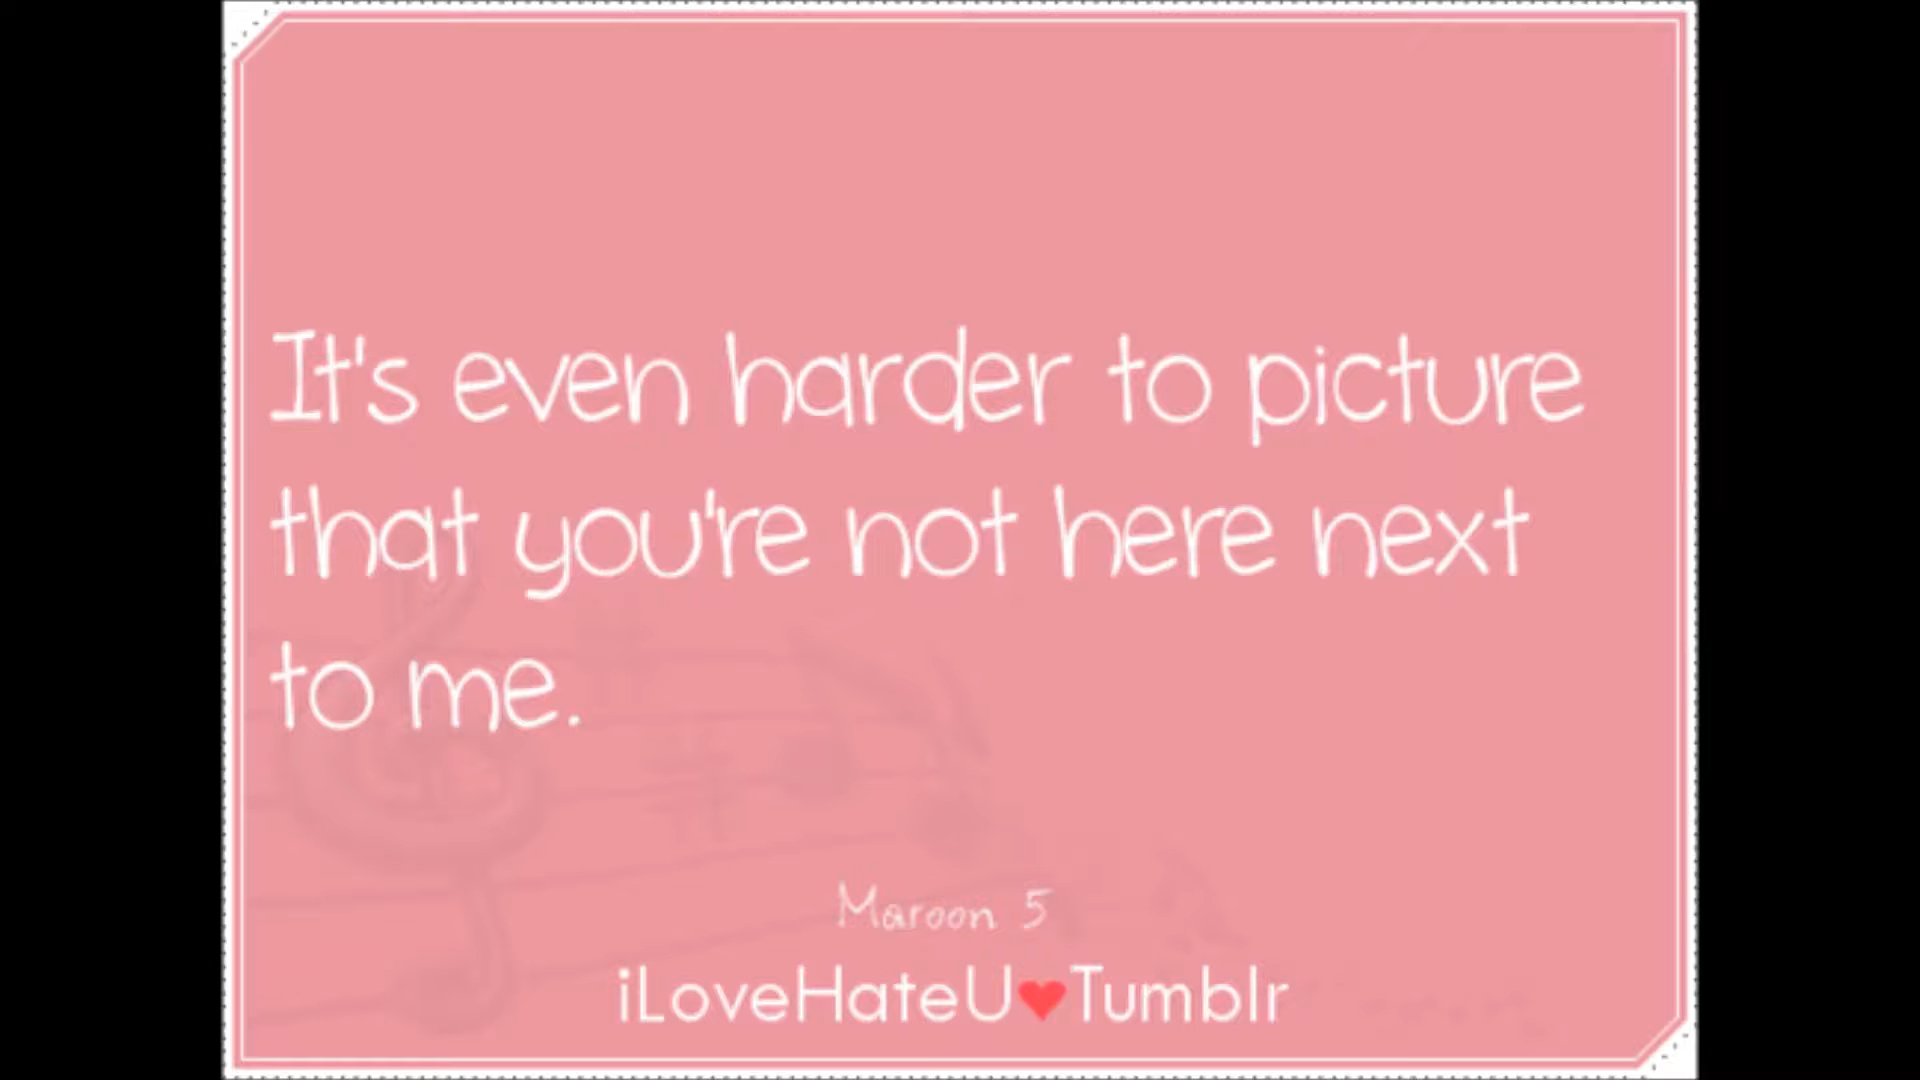 It's even harder to picture
that you're not here next
to me.
Maroon 5
iLoveHateU❤Tumblr